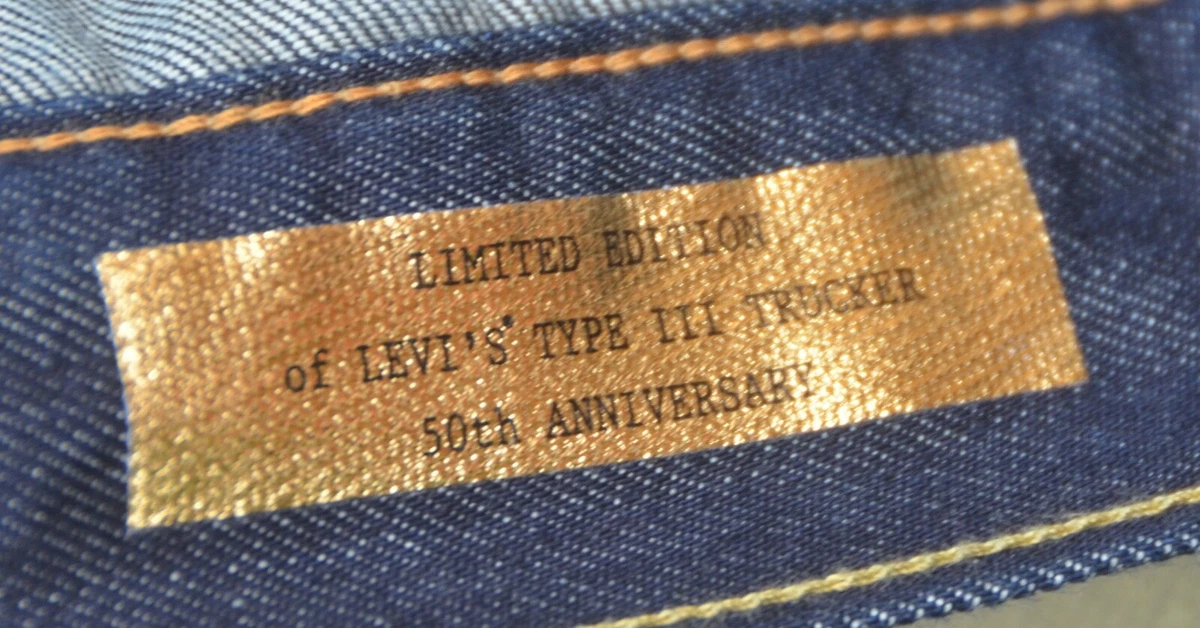 LIMITED EDITION
of LEVI'S® TYPE III TRUCKER
50th ANNIVERSARY